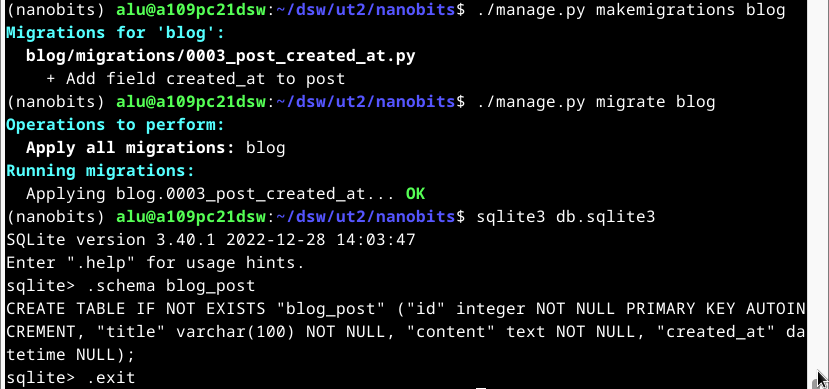 (nanobits) alu@a109pc21dsw:~/dsw/ut2/nanobits$ ./manage.py makemigrations blog
Migrations for 'blog':
  blog/migrations/0003_post_created_at.py
    + Add field created_at to post
(nanobits) alu@a109pc21dsw:~/dsw/ut2/nanobits$ ./manage.py migrate blog
Operations to perform:
  Apply all migrations: blog
Running migrations:
  Applying blog.0003_post_created_at... OK
(nanobits) alu@a109pc21dsw:~/dsw/ut2/nanobits$ sqlite3 db.sqlite3
SQLite version 3.40.1 2022-12-28 14:03:47
Enter ".help" for usage hints.
sqlite> .schema blog_post
CREATE TABLE IF NOT EXISTS "blog_post" ("id" integer NOT NULL PRIMARY KEY AUTOIN
CREMENT, "title" varchar(100) NOT NULL, "content" text NOT NULL, "created_at" da
tetime NULL);
sqlite> .exit